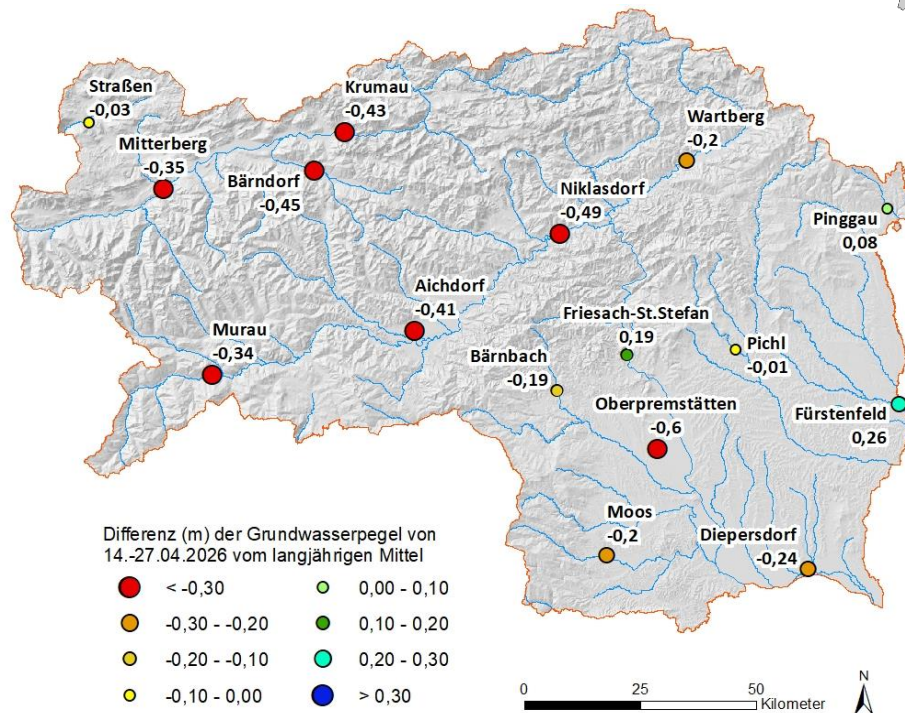 Straßen
-0,03
Krumau
-0,43
Wartberg
-0,2
Mitterberg
-0,35
Bärndorf
-0,45
Niklasdorf
-0,49
Pinggau
0,08
Aichdorf
-0,41
Friesach-St.Stefan
0,19
Murau
-0,34
Pichl
-0,01
Bärnbach
-0,19
Oberpremstätten
-0,6
Fürstenfeld
0,26
Moos
-0,2
Diepersdorf
-0,24
Differenz (m) der Grundwasserpegel von
14.-27.04.2026 vom langjährigen Mittel
< -0,30
-0,30 - -0,20
-0,20 - -0,10
-0,10 - 0,00
0,00 - 0,10
0,10 - 0,20
0,20 - 0,30
> 0,30
0 25 50
Kilometer
N